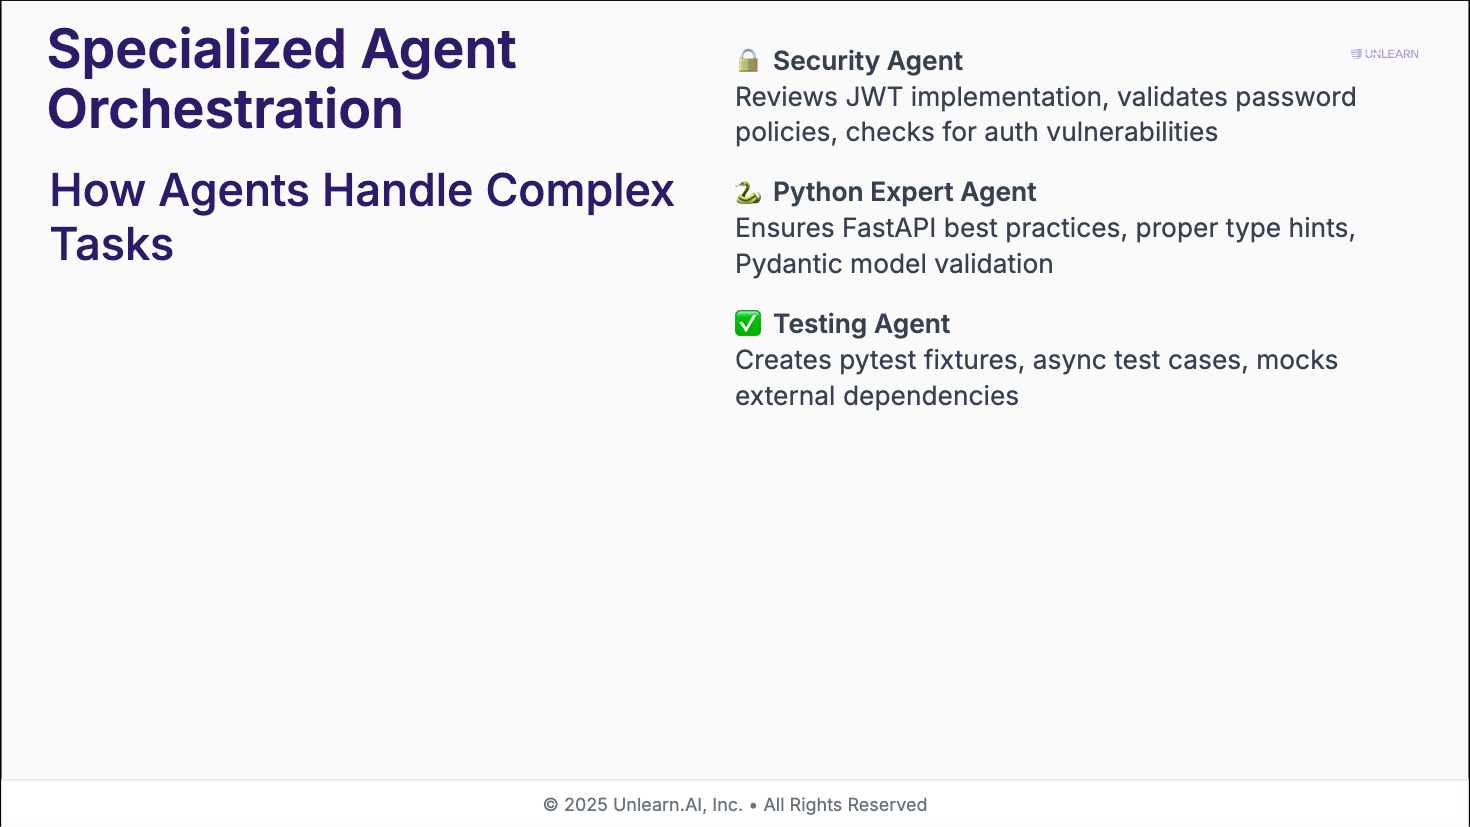 Specialized Agent
Orchestration
How Agents Handle Complex
Tasks
🔒 Security Agent
Reviews JWT implementation, validates password
policies, checks for auth vulnerabilities
🐍 Python Expert Agent
Ensures FastAPI best practices, proper type hints,
Pydantic model validation
✅ Testing Agent
Creates pytest fixtures, async test cases, mocks
external dependencies
UNLEARN
© 2025 Unlearn.AI, Inc. • All Rights Reserved